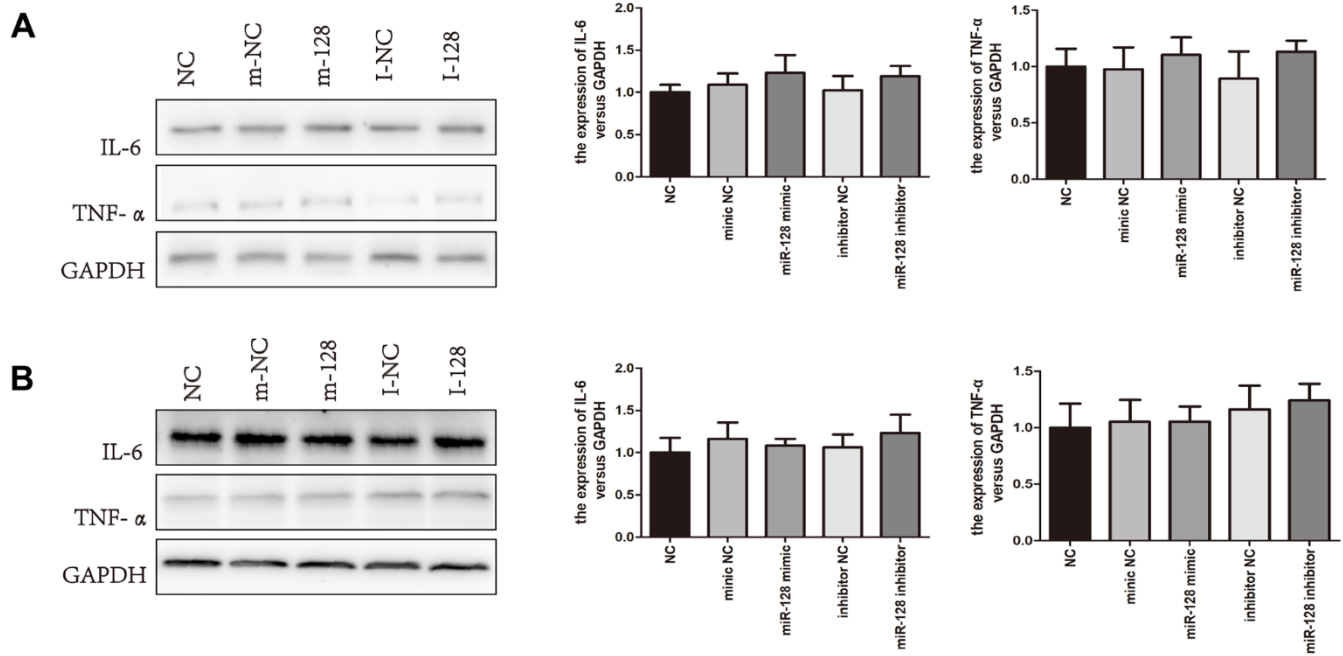 A
NC
m-NC
m-128
I-NC
I-128
IL-6
TNF- α
GAPDH
the expression of IL-6
versus GAPDH
2.0
1.5
1.0
0.5
0.0
NC
minic NC
miR-128 mimic
inhibitor NC
miR-128 inhibitor
the expression of TNF-α
versus GAPDH
1.5
1.0
0.5
0.0
NC
minic NC
miR-128 mimic
inhibitor NC
miR-128 inhibitor
B
NC
m-NC
m-128
I-NC
I-128
IL-6
TNF- α
GAPDH
the expression of IL-6
versus GAPDH
2.0
1.5
1.0
0.5
0.0
NC
minic NC
miR-128 mimic
inhibitor NC
miR-128 inhibitor
the expression of TNF-α
versus GAPDH
1.5
1.0
0.5
0.0
NC
minic NC
miR-128 mimic
inhibitor NC
miR-128 inhibitor